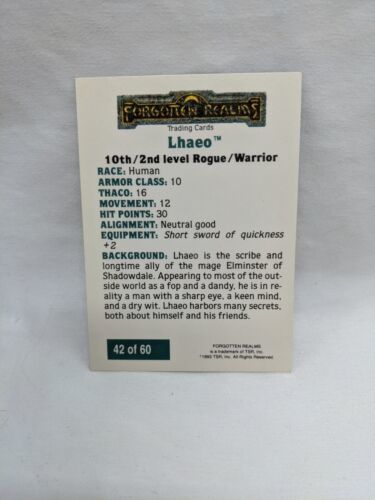 FORGOTTEN REALMS
Trading Cards
Lhaeo™
10th/2nd level Rogue/Warrior
RACE: Human
ARMOR CLASS: 10
THACO: 16
MOVEMENT: 12
HIT POINTS: 30
ALIGNMENT: Neutral good
EQUIPMENT: Short sword of quickness
+2
BACKGROUND: Lhaeo is the scribe and
longtime ally of the mage Elminster of
Shadowdale. Appearing to most of the out-
side world as a fop and a dandy, he is in re-
ality a man with a sharp eye, a keen mind,
and a dry wit. Lhaeo harbors many secrets,
both about himself and his friends.
42 of 60
FORGOTTEN REALMS
is a trademark of TSR, Inc.
©1993 TSR, Inc. All Rights Reserved.